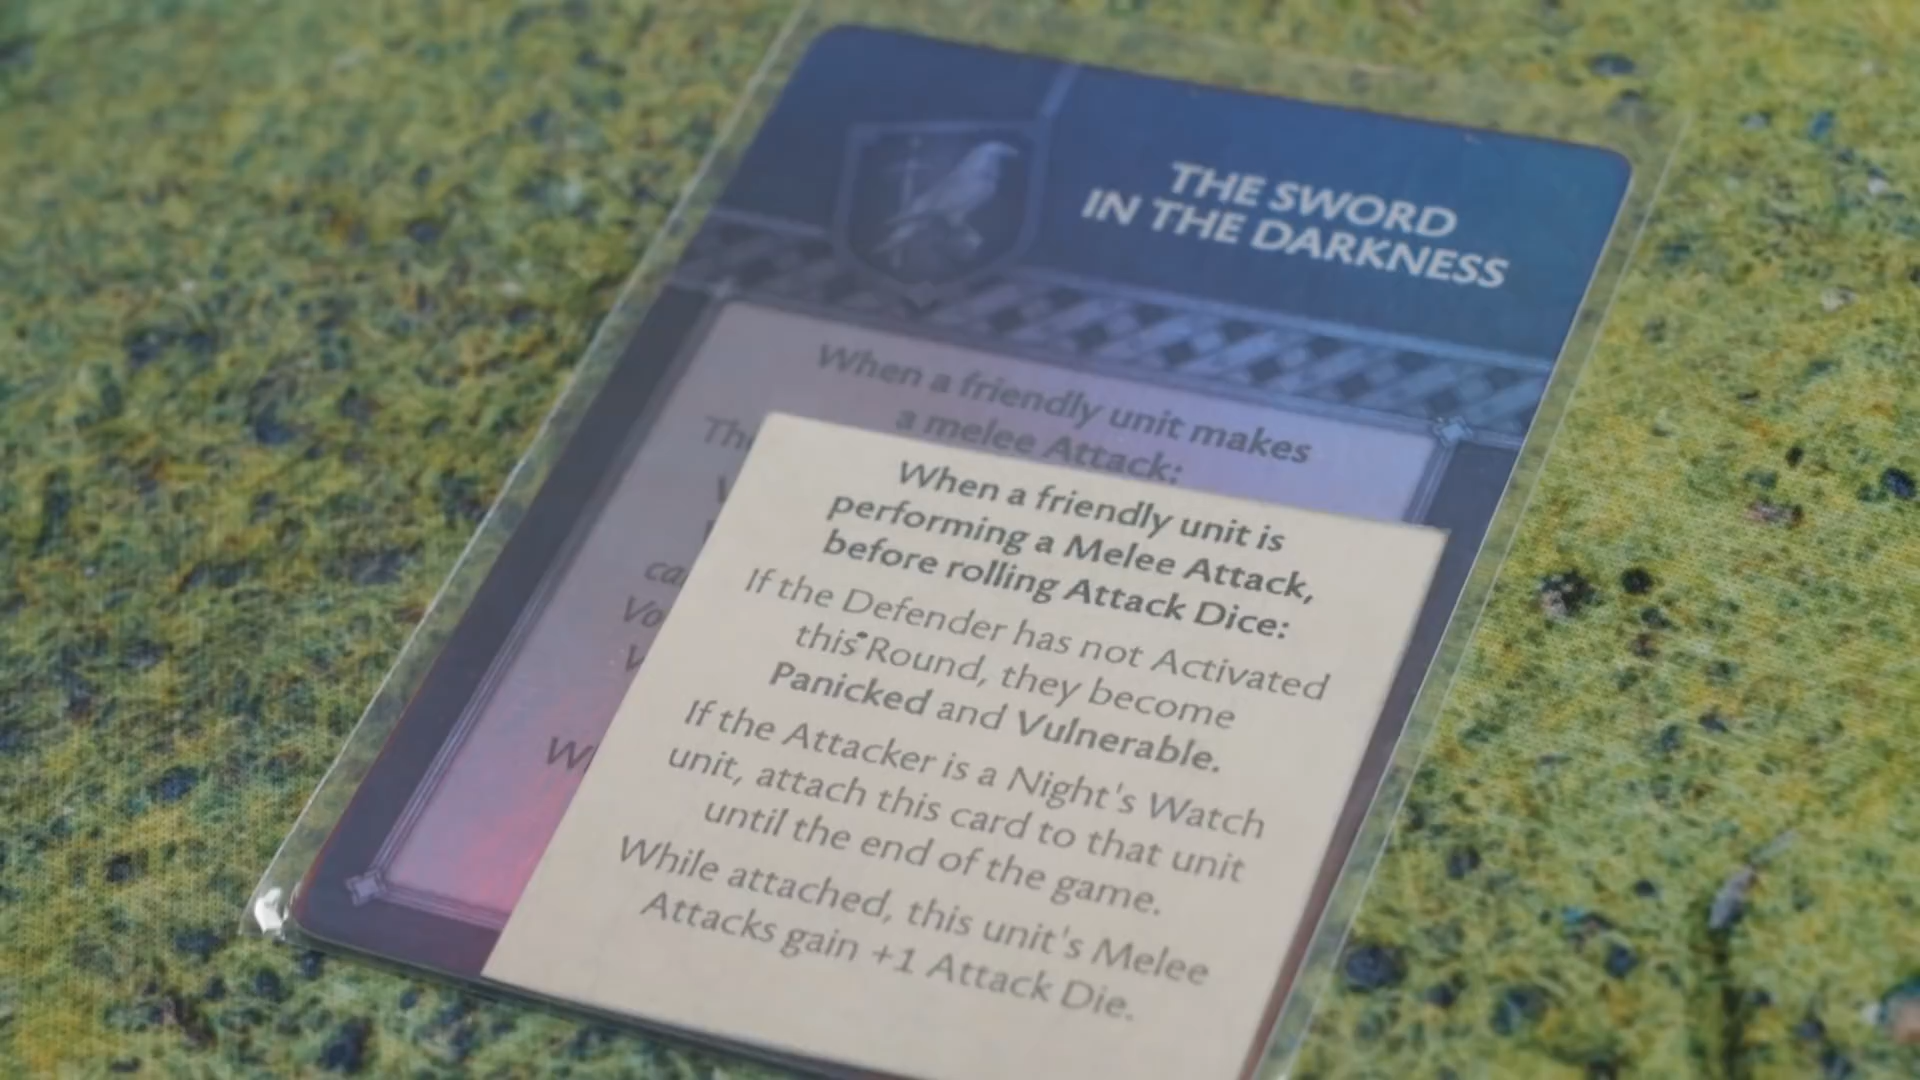 THE SWORD
IN THE DARKNESS
When a friendly unit makes
a melee Attack:
When a friendly unit is
performing a Melee Attack,
before rolling Attack Dice:
If the Defender has not Activated
this Round, they become
Panicked and Vulnerable.
If the Attacker is a Night's Watch
unit, attach this card to that unit
until the end of the game.
While attached, this unit's Melee
Attacks gain +1 Attack Die.